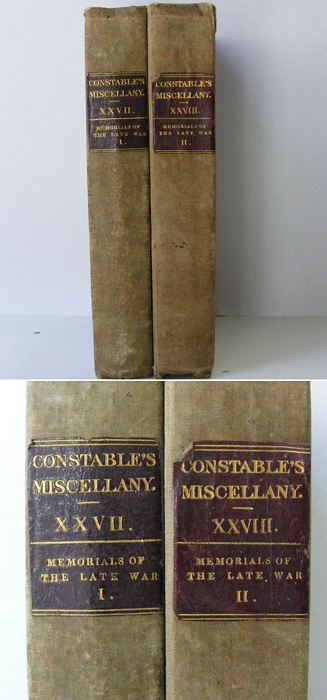 CONSTABLE'S
MISCELLANY.
XXVII.
MEMORIALS OF
THE LATE WAR
I.
CONSTABLE'S
MISCELLANY.
XXVIII.
MEMORIALS OF
THE LATE WAR
II.
CONSTABLE'S
MISCELLANY.
XXVII.
MEMORIALS OF
THE LATE WAR
I.
CONSTABLE'S
MISCELLANY.
XXVIII.
MEMORIALS OF
THE LATE WAR
II.